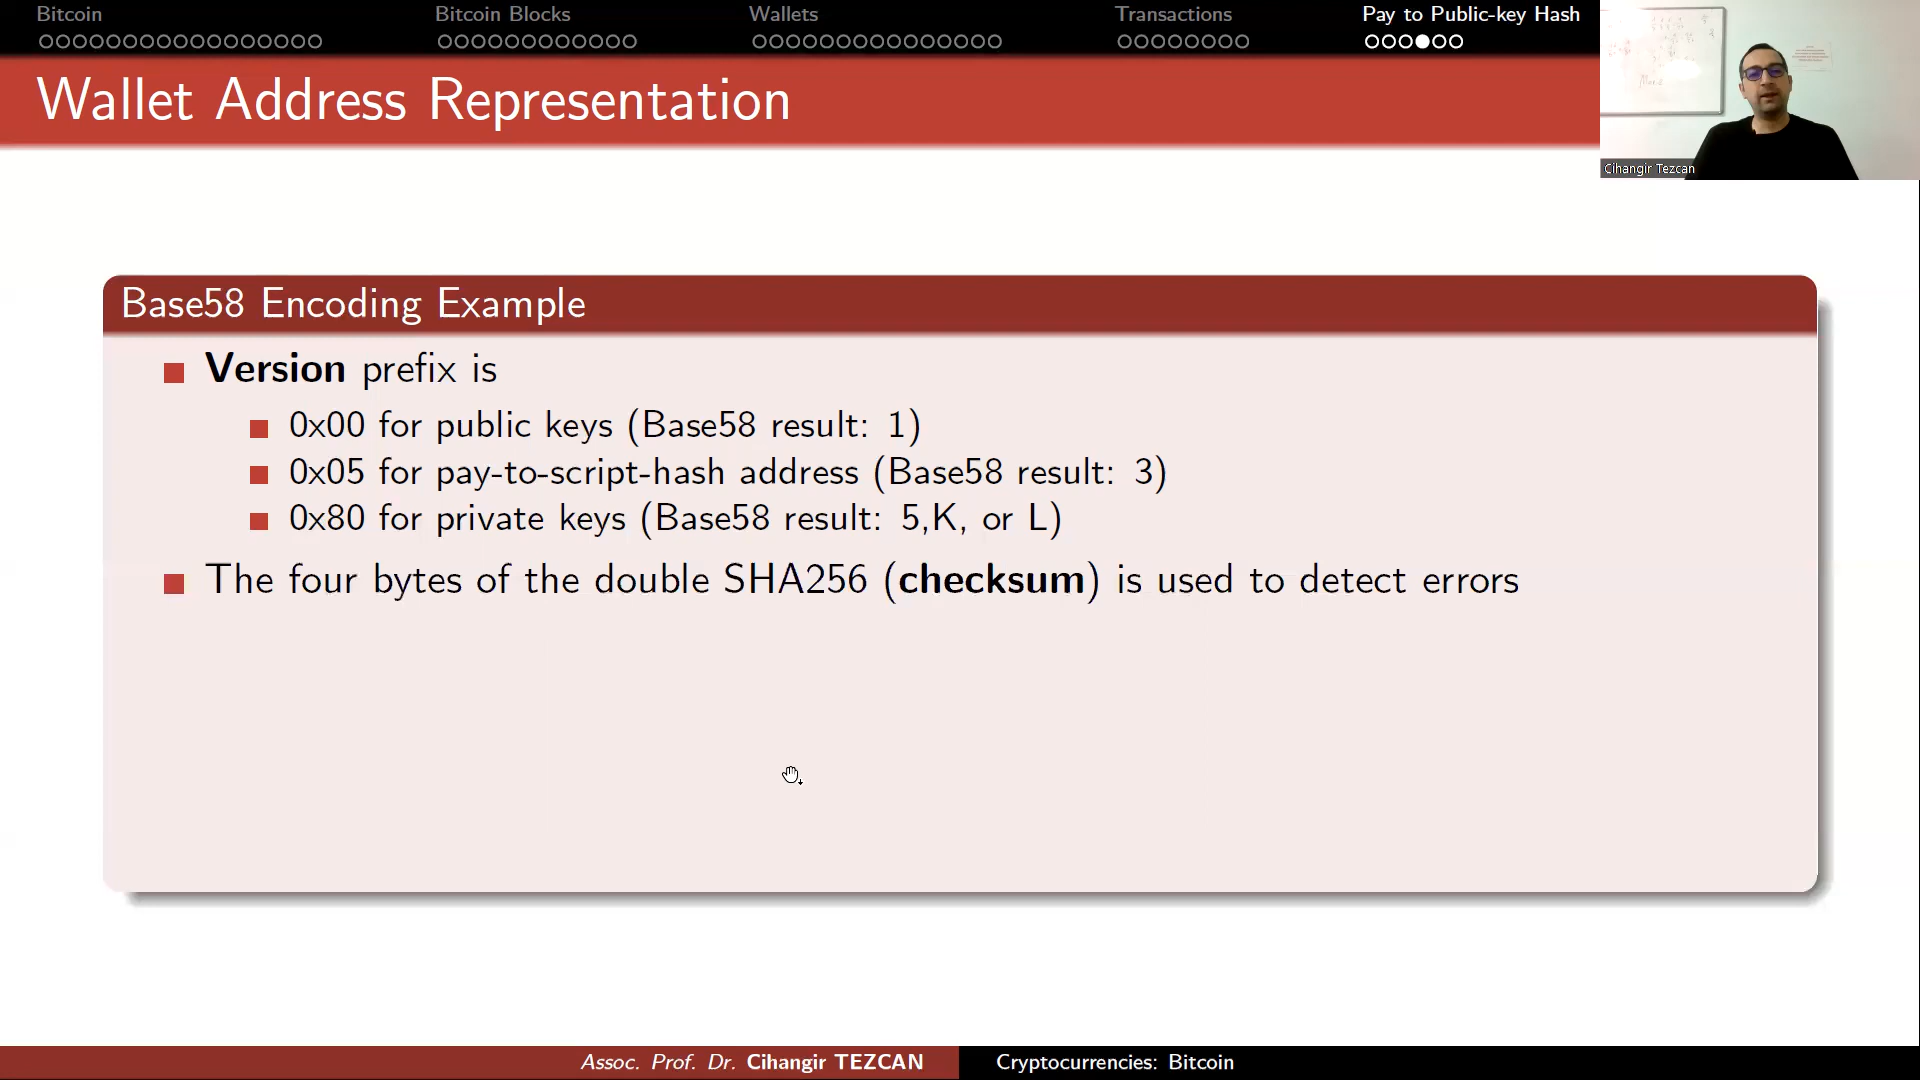 Bitcoin
Bitcoin Blocks
Wallets
Transactions
Pay to Public-key Hash
Wallet Address Representation
Cihangir Tezcan
Base58 Encoding Example
Version prefix is
0x00 for public keys (Base58 result: 1)
0x05 for pay-to-script-hash address (Base58 result: 3)
0x80 for private keys (Base58 result: 5,K, or L)
The four bytes of the double SHA256 (checksum) is used to detect errors
Assoc. Prof. Dr. Cihangir TEZCAN
Cryptocurrencies: Bitcoin